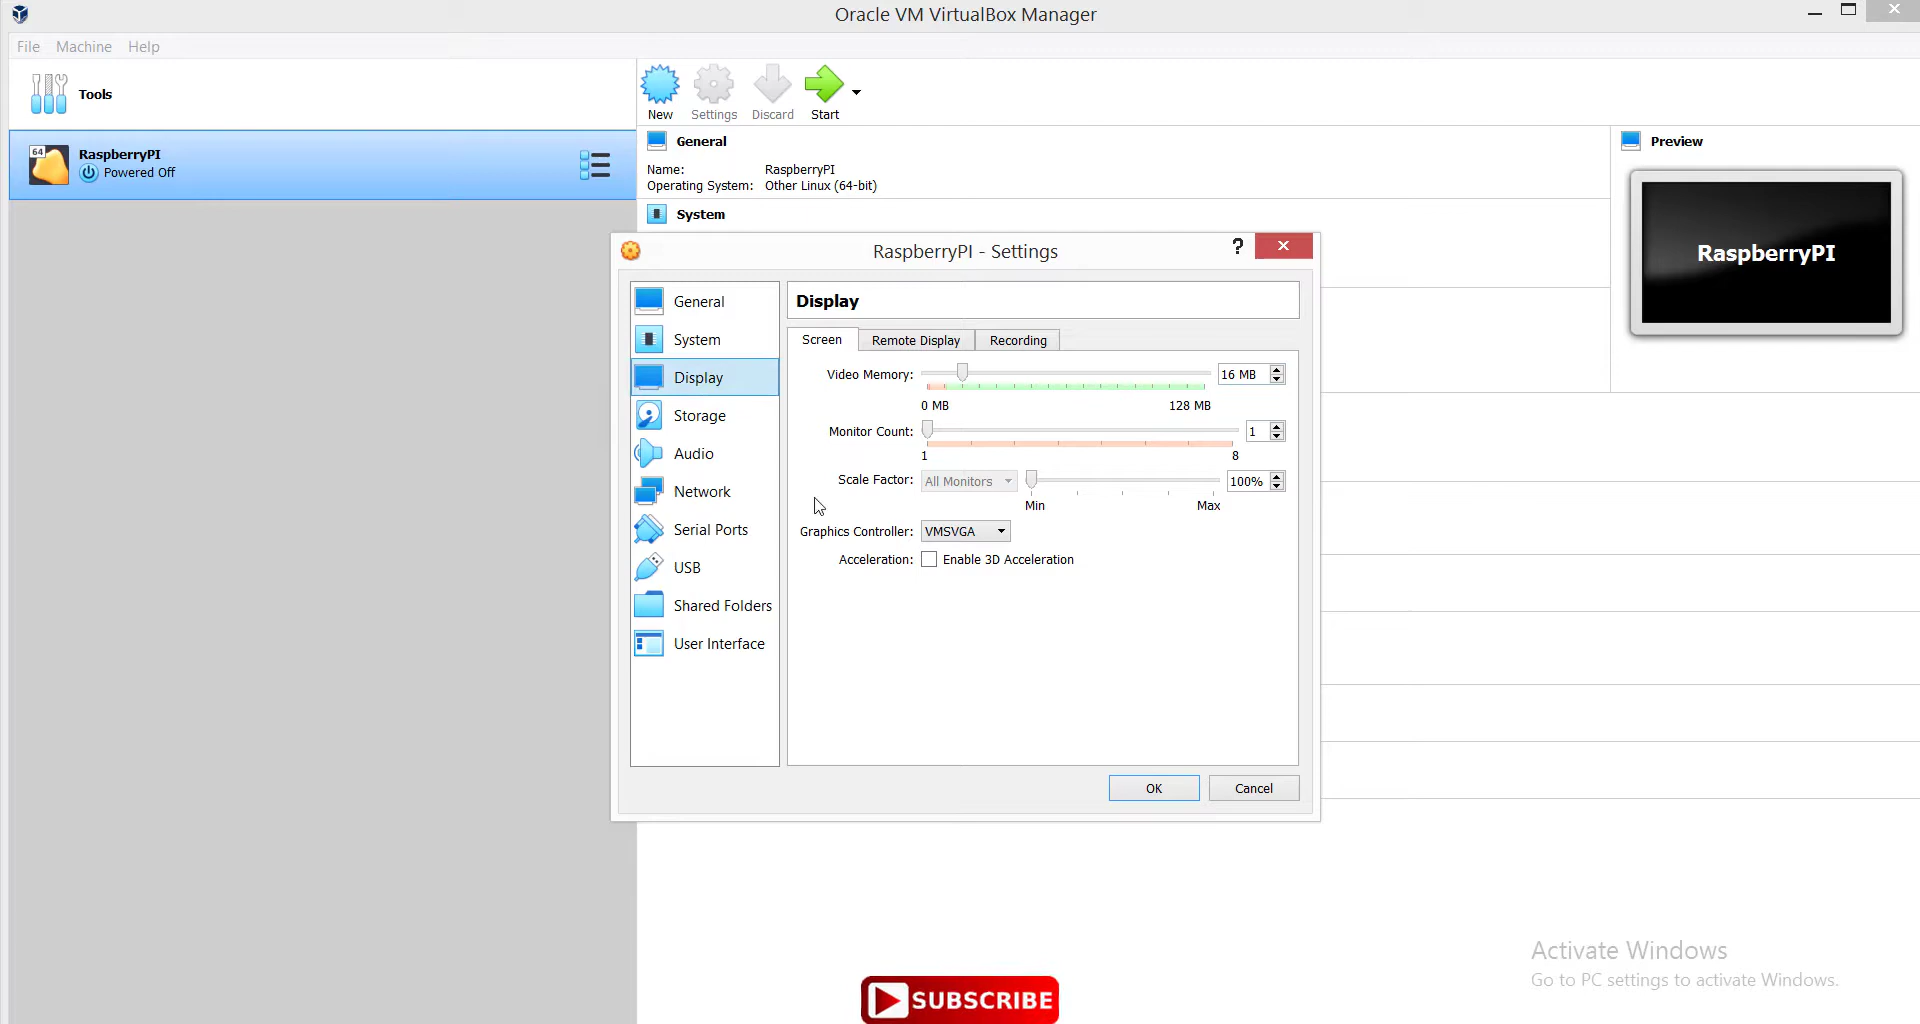 Oracle VM VirtualBox Manager
File Machine Help
Tools
New Settings Discard Start
64
RaspberryPI
Powered Off
General
Name: RaspberryPI
Operating System: Other Linux (64-bit)
System
Preview
RaspberryPI
RaspberryPI - Settings
?
General
System
Display
Storage
Audio
Network
Serial Ports
USB
Shared Folders
User Interface
Display
Screen Remote Display Recording
Video Memory: 16 MB
0 MB 128 MB
Monitor Count: 1
1 8
Scale Factor: All Monitors 100%
Min Max
Graphics Controller: VMSVGA
Acceleration: Enable 3D Acceleration
OK Cancel
Activate Windows
Go to PC settings to activate Windows.
SUBSCRIBE